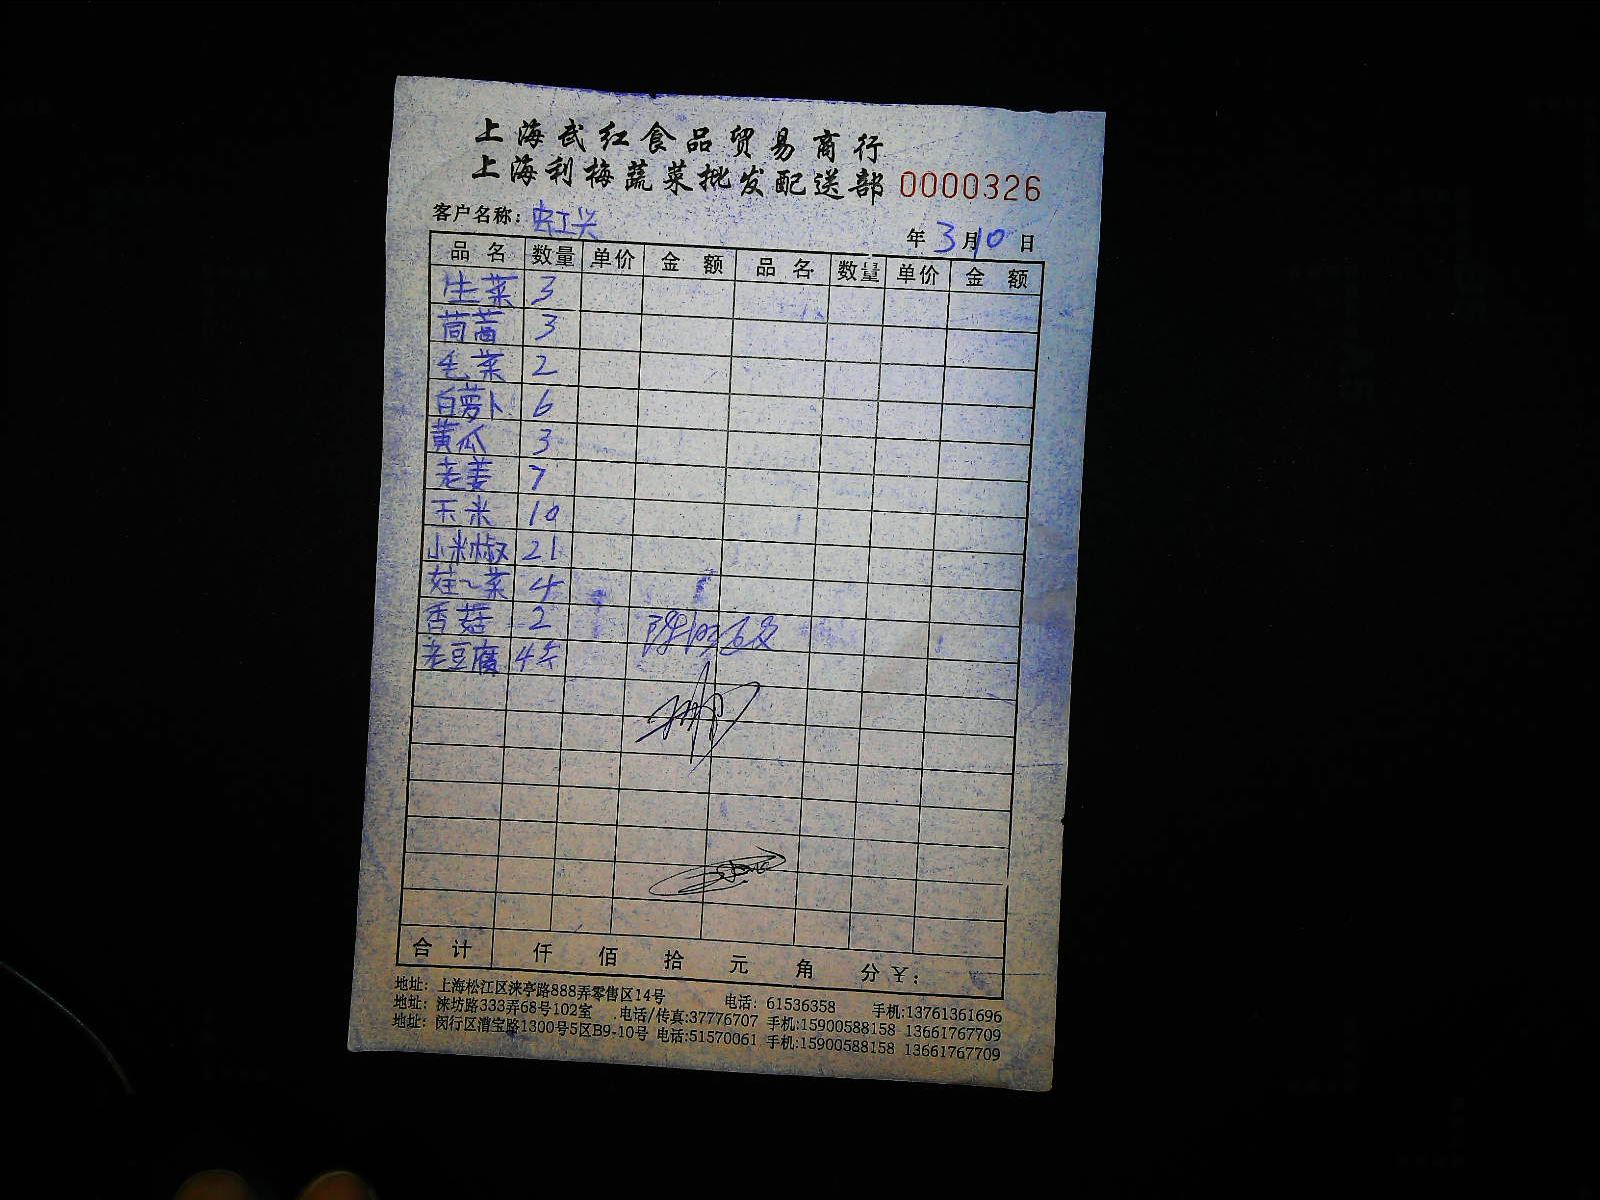 上海武红食品贸易商行
上海利梅蔬菜批发配送部 0000326
客户名称：
年 3月10日
品名 数量 单价 金额 品名 数量 单价 金额
生菜 3
茼蒿 3
毛菜 2
白萝卜 6
黄瓜 3
老姜 7
玉米 10
小米椒 21
娃~菜 4
香菇 2
老豆腐 4
合计 仟 佰 拾 元 角 分 ￥：
地址：上海松江区涞亭路888弄零售区14号 电话：61536358 手机:13761361696
地址：涞坊路333弄68号102室 电话/传真:37776707 手机:15900588158 13661767709
地址：闵行区漕宝路1300号5区B9-10号 电话:51570061 手机:15900588158 13661767709